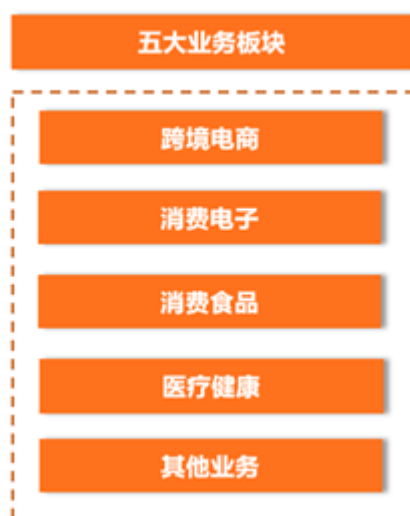 五大业务板块
跨境电商
消费电子
消费食品
医疗健康
其他业务